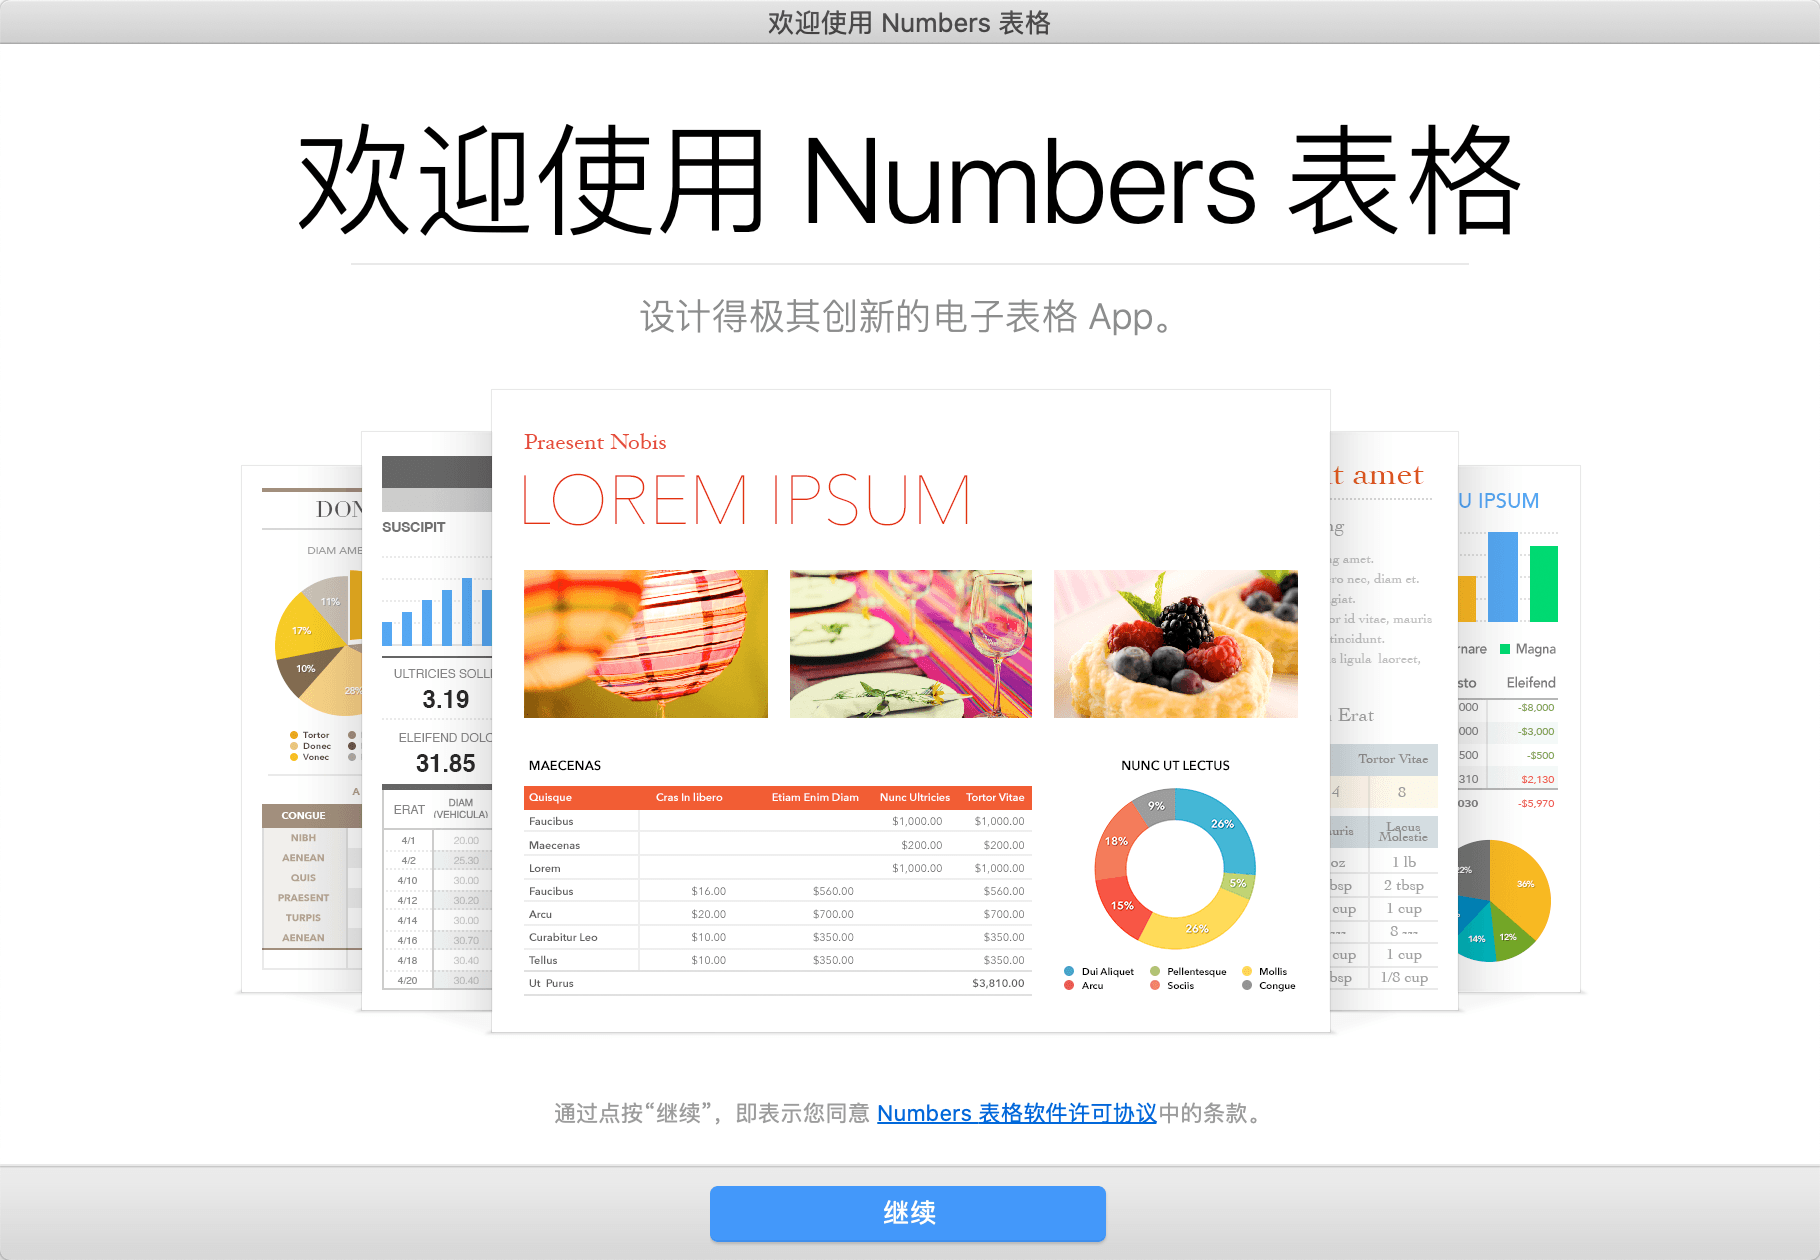 欢迎使用 Numbers 表格
欢迎使用 Numbers 表格
设计得极其创新的电子表格 App。
DON
DIAM AME
11%
17%
10%
28%
Tortor
Donec
Vonec
A
CONGUE
NIBH
AENEAN
QUIS
PRAESENT
TURPIS
AENEAN
SUSCIPIT
ULTRICIES SOLLI
3.19
ELEIFEND DOLO
31.85
ERAT DIAM (VEHICULA)
4/1 20.00
4/2 25.30
4/10 30.00
4/12 30.20
4/14 30.00
4/16 30.70
4/18 30.40
4/20 30.40
Praesent Nobis
LOREM IPSUM
MAECENAS
Quisque Cras In libero Etiam Enim Diam Nunc Ultricies Tortor Vitae
Faucibus $1,000.00 $1,000.00
Maecenas $200.00 $200.00
Lorem $1,000.00 $1,000.00
Faucibus $16.00 $560.00 $560.00
Arcu $20.00 $700.00 $700.00
Curabitur Leo $10.00 $350.00 $350.00
Tellus $10.00 $350.00 $350.00
Ut Purus $3,810.00
NUNC UT LECTUS
9%
26%
18%
5%
15%
26%
Dui Aliquet Pellentesque Mollis
Arcu Sociis Congue
t amet
ng
ng amet.
ro nec, diam et.
giat.
or id vitae, mauris
tincidunt.
s ligula laoreet,
Erat
Tortor Vitae
4 8
uris Lacus Molestie
oz 1 lb
bsp 2 tbsp
cup 1 cup
--- 8 ---
cup 1 cup
bsp 1/8 cup
U IPSUM
rnare Magna
sto Eleifend
000 -$8,000
000 -$3,000
500 -$500
310 $2,130
030 -$5,970
22%
36%
%
14%
12%
通过点按“继续”，即表示您同意 Numbers 表格软件许可协议中的条款。
继续